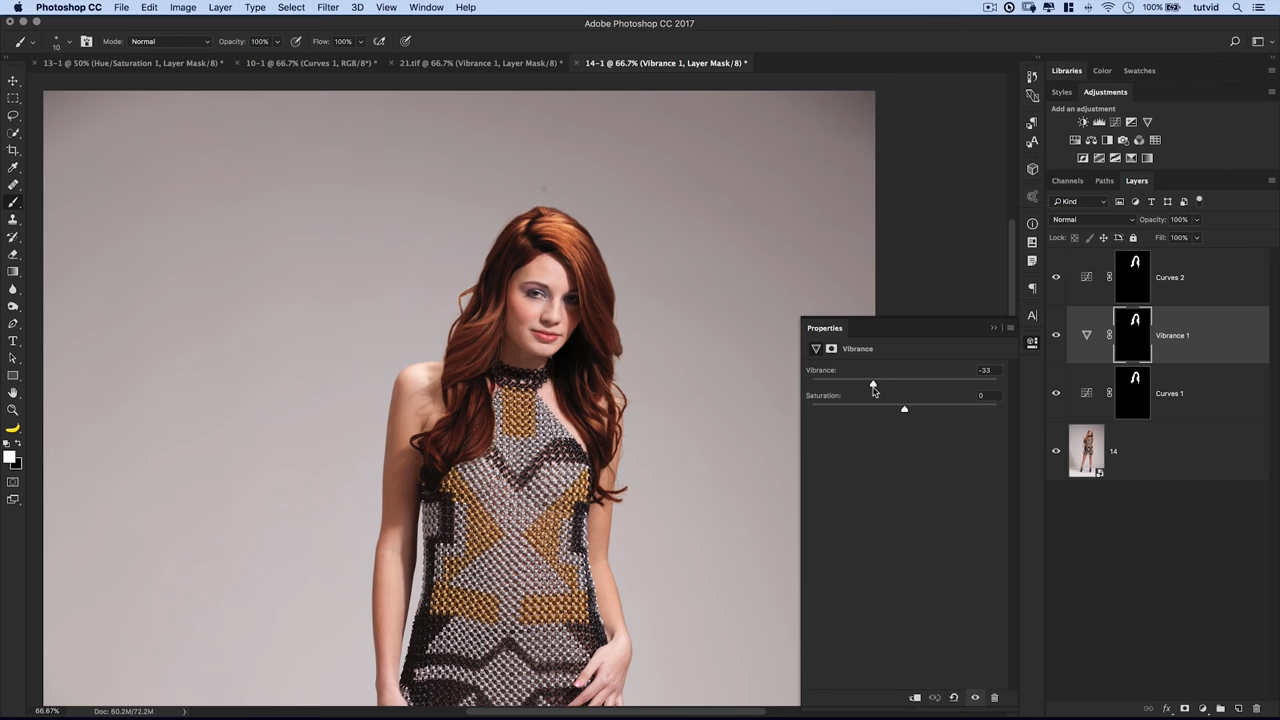 Photoshop CC File Edit Image Layer Type Select Filter 3D View Window Help 100% tutvid
Adobe Photoshop CC 2017
10 Mode: Normal Opacity: 100% Flow: 100%
× 13-1 @ 50% (Hue/Saturation 1, Layer Mask/8) * × 10-1 @ 66.7% (Curves 1, RGB/8*) * × 21.tif @ 66.7% (Vibrance 1, Layer Mask/8) * × 14-1 @ 66.7% (Vibrance 1, Layer Mask/8) *
Libraries Color Swatches
Styles Adjustments
Add an adjustment
Channels Paths Layers
Kind
Normal Opacity: 100%
Lock: Fill: 100%
Curves 2
Vibrance 1
Curves 1
14
Properties
Vibrance
Vibrance: -33
Saturation: 0
66.67% Doc: 60.2M/72.2M